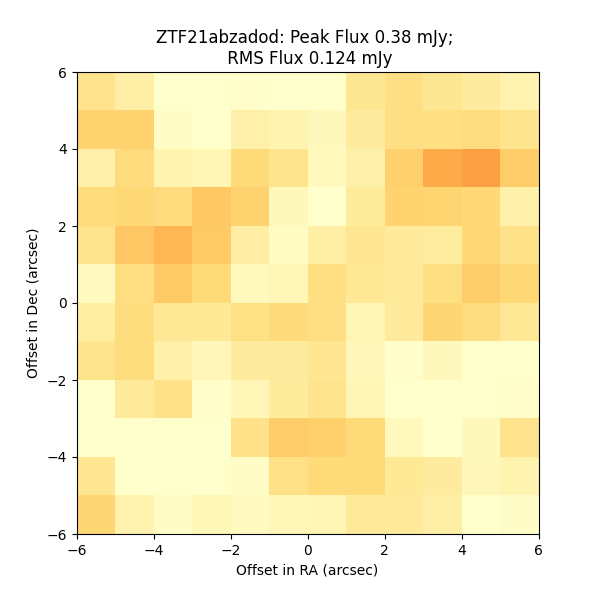 ZTF21abzadod: Peak Flux 0.38 mJy;
RMS Flux 0.124 mJy
6
4
2
0
−2
−4
−6
Offset in Dec (arcsec)
−6 −4 −2 0 2 4 6
Offset in RA (arcsec)